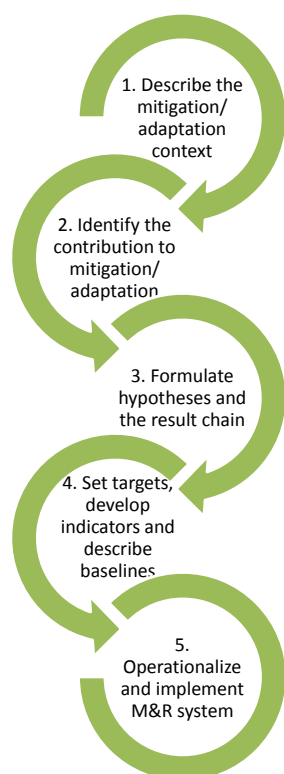 1. Describe the
mitigation/
adaptation
context
2. Identify the
contribution to
mitigation/
adaptation
3. Formulate
hypotheses and
the result chain
4. Set targets,
develop
indicators and
describe
baselines
5.
Operationalize
and implement
M&R system